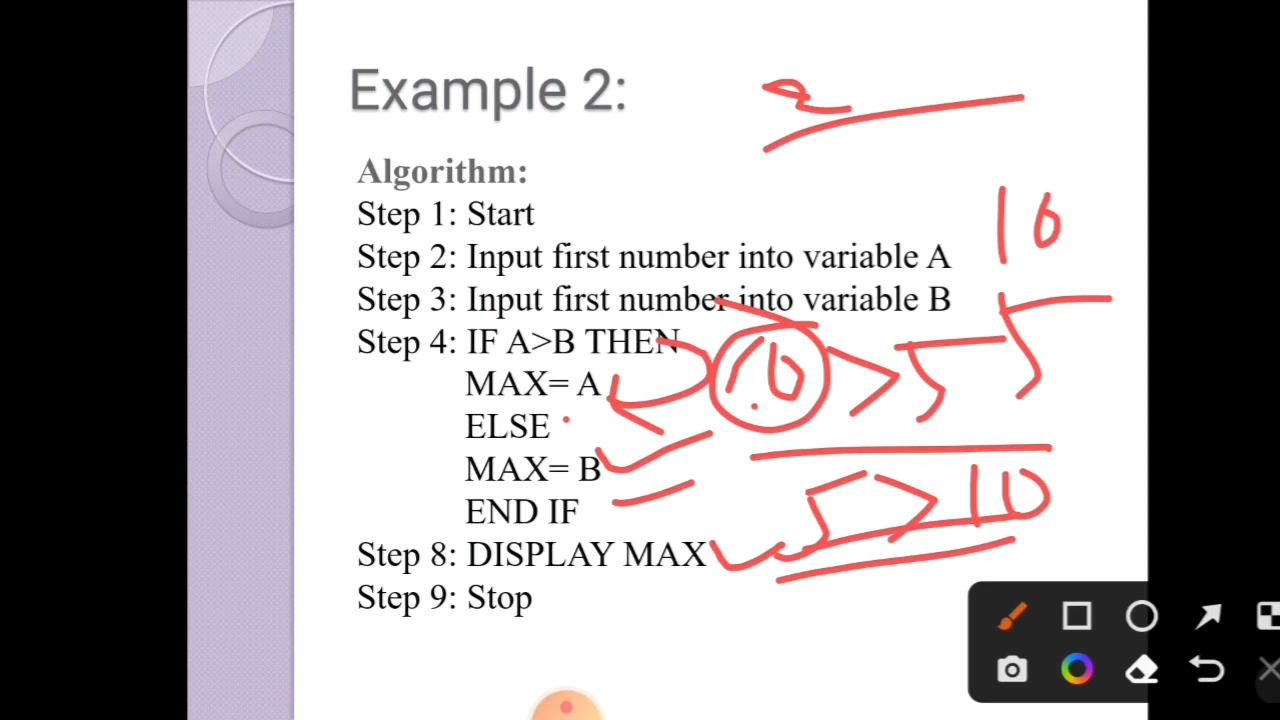 Example 2:
2
Algorithm:
Step 1: Start
Step 2: Input first number into variable A
10
Step 3: Input first number into variable B
5
Step 4: IF A>B THEN
10 > 5
MAX= A
ELSE
MAX= B
5 > 10
END IF
Step 8: DISPLAY MAX
Step 9: Stop